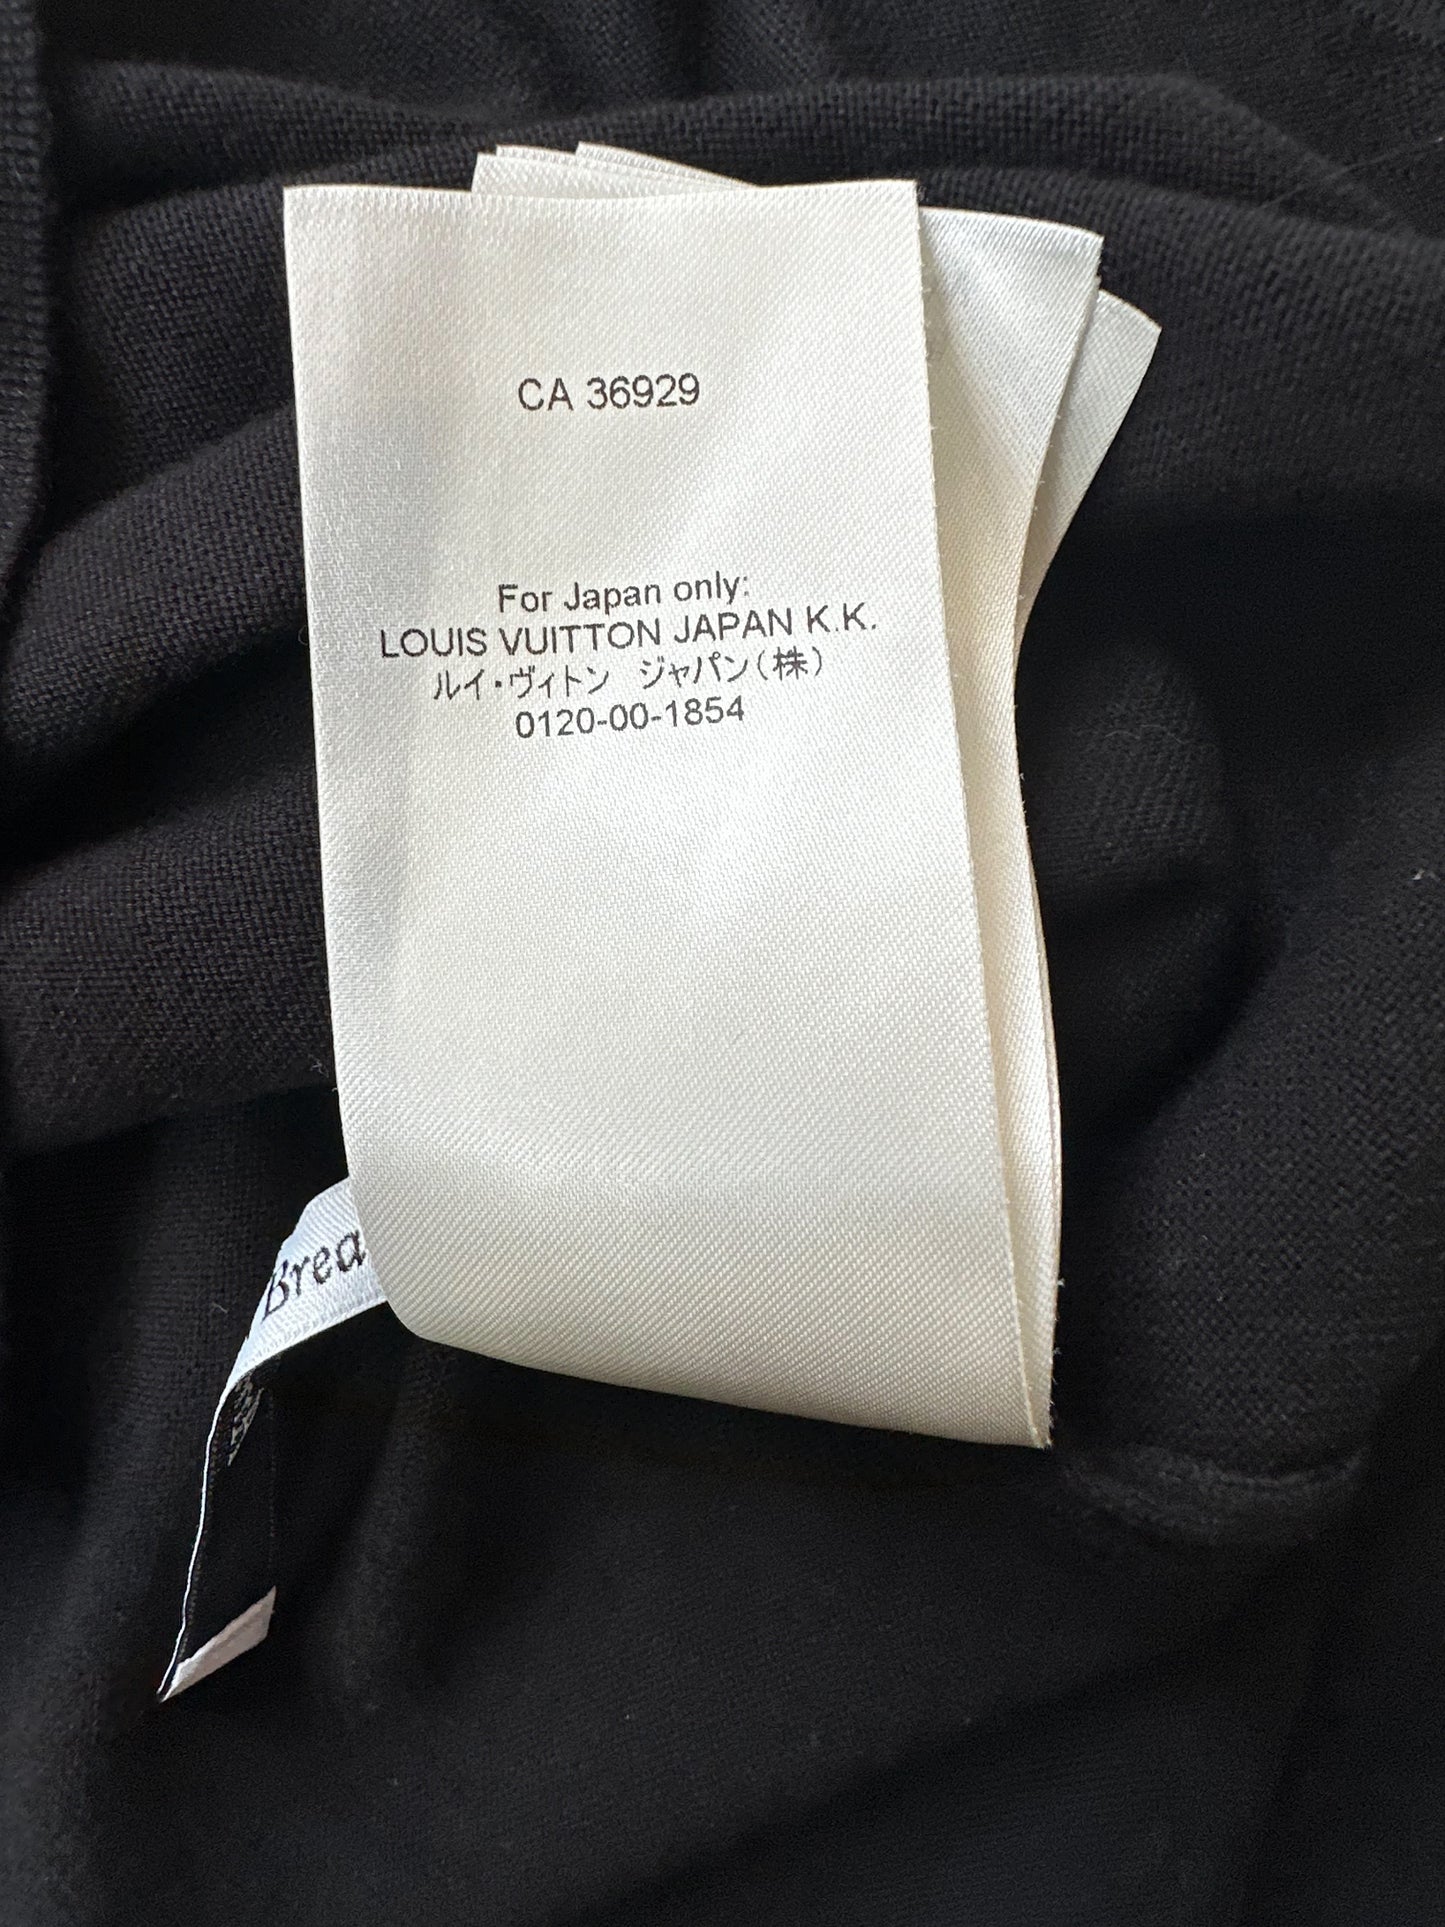 CA 36929
For Japan only:
LOUIS VUITTON JAPAN K.K.
ルイ・ヴィトン ジャパン(株)
0120-00-1854
Brea